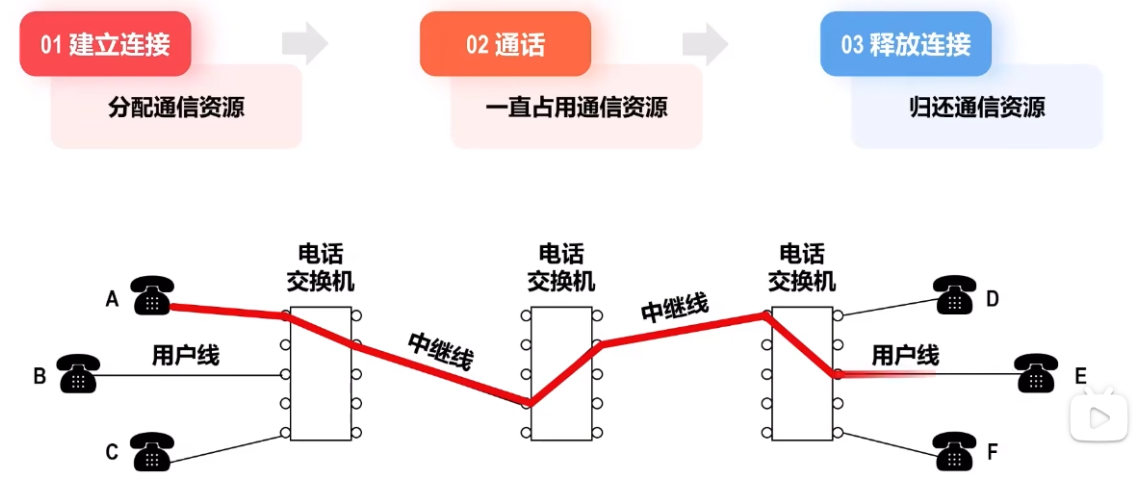 01 建立连接
02 通话
03 释放连接
分配通信资源
一直占用通信资源
归还通信资源
电话
交换机
电话
交换机
电话
交换机
A
D
中继线
中继线
用户线
用户线
B
E
C
F